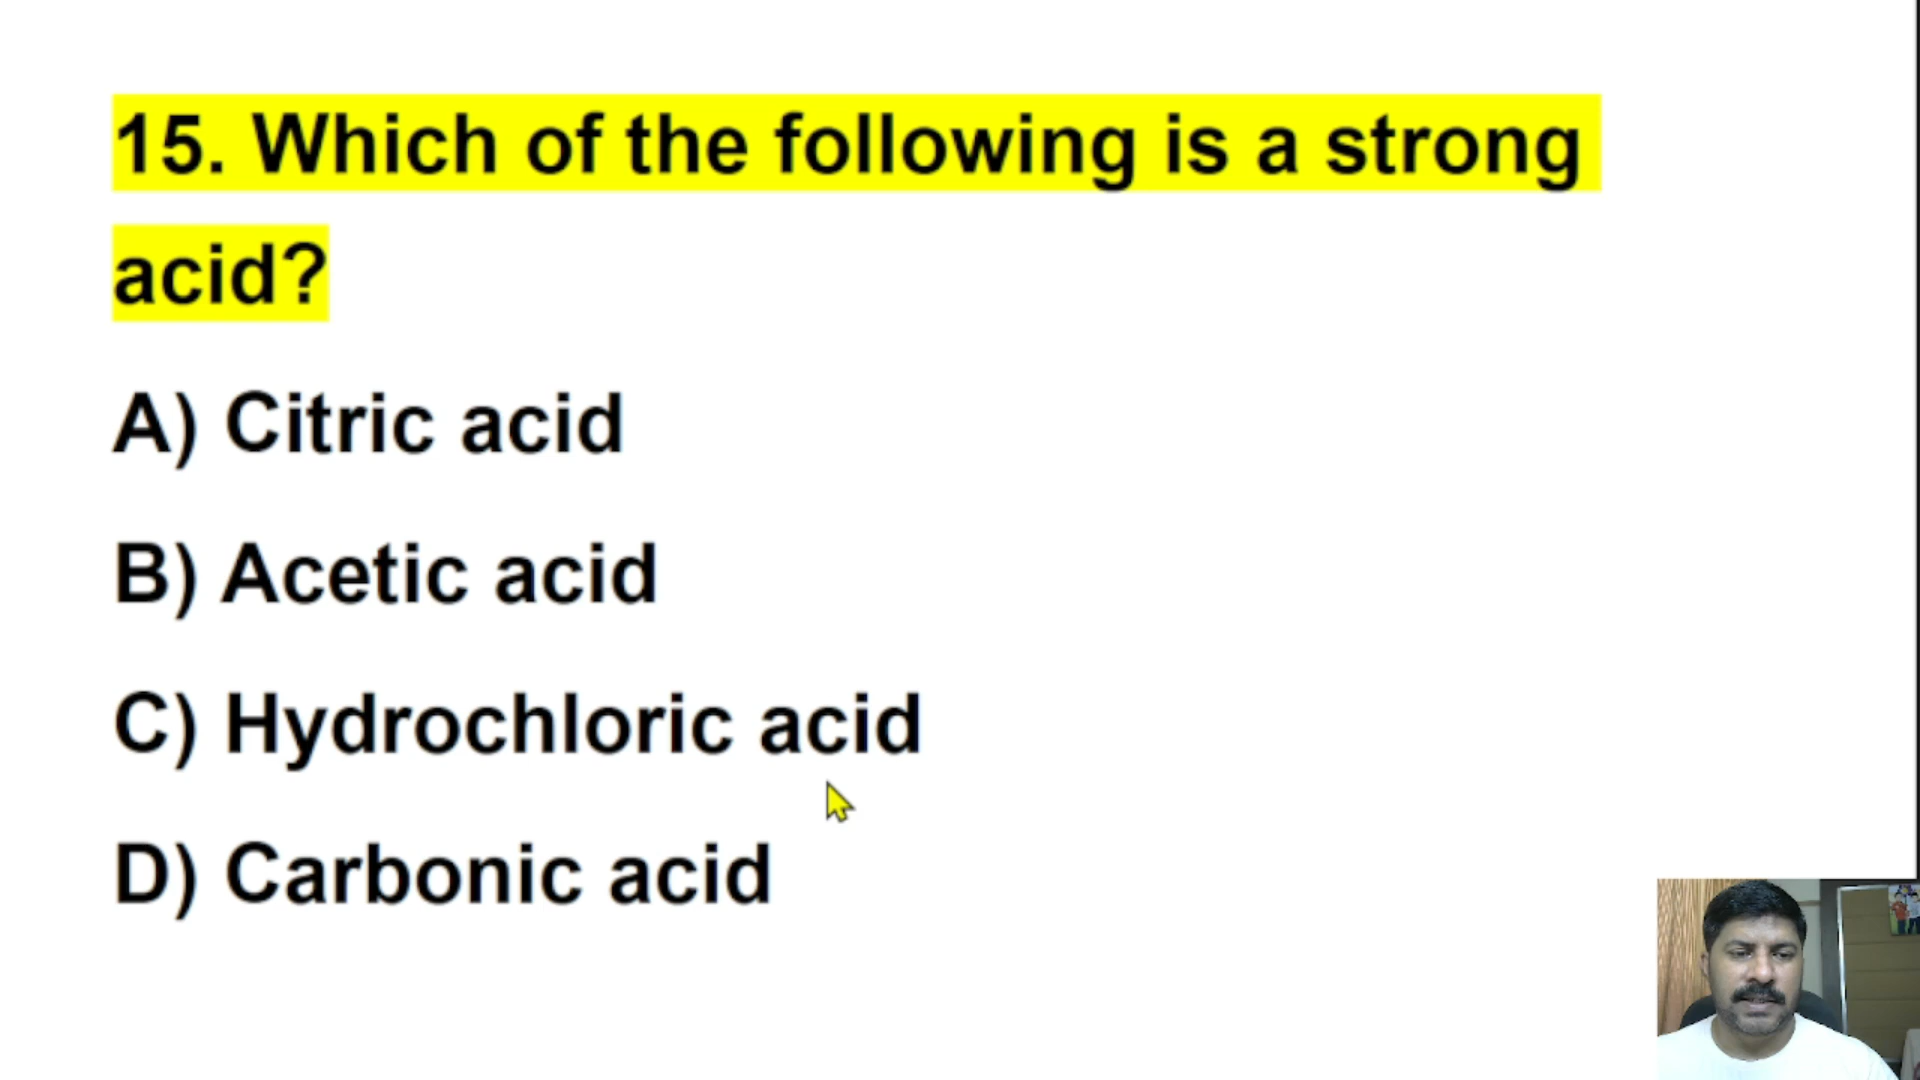 15. Which of the following is a strong
acid?
A) Citric acid
B) Acetic acid
C) Hydrochloric acid
D) Carbonic acid